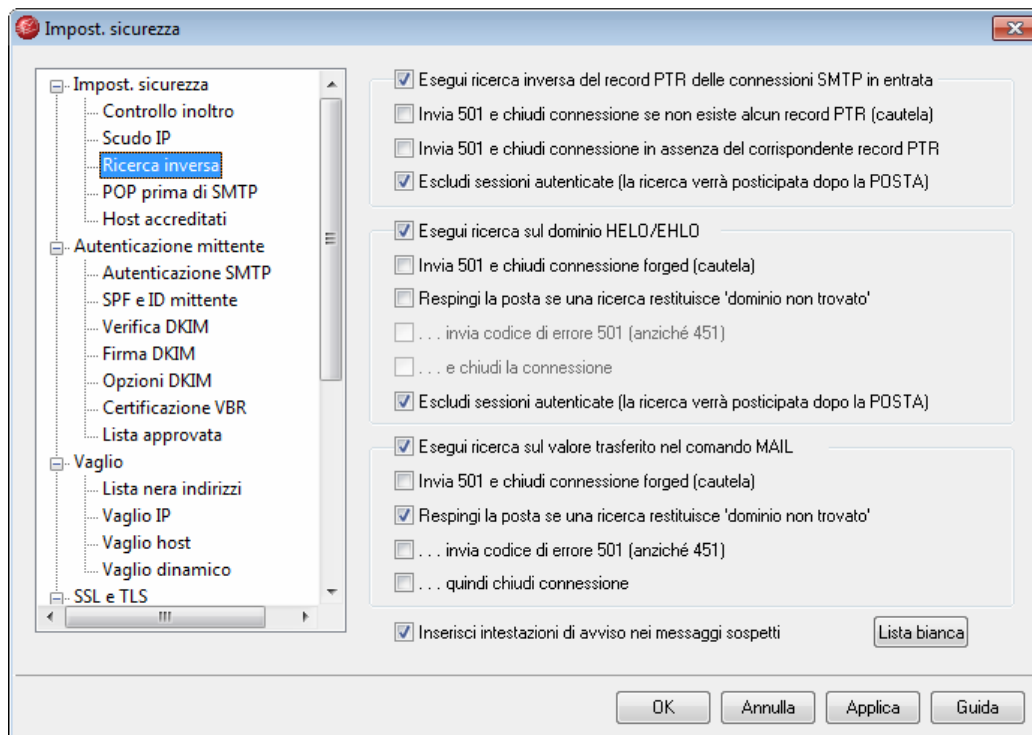 Impost. sicurezza
Impost. sicurezza
Controllo inoltro
Scudo IP
Ricerca inversa
POP prima di SMTP
Host accreditati
Autenticazione mittente
Autenticazione SMTP
SPF e ID mittente
Verifica DKIM
Firma DKIM
Opzioni DKIM
Certificazione VBR
Lista approvata
Vaglio
Lista nera indirizzi
Vaglio IP
Vaglio host
Vaglio dinamico
SSL e TLS
Esegui ricerca inversa del record PTR delle connessioni SMTP in entrata
Invia 501 e chiudi connessione se non esiste alcun record PTR (cautela)
Invia 501 e chiudi connessione in assenza del corrispondente record PTR
Escludi sessioni autenticate (la ricerca verrà posticipata dopo la POSTA)
Esegui ricerca sul dominio HELO/EHLO
Invia 501 e chiudi connessione forged (cautela)
Respingi la posta se una ricerca restituisce 'dominio non trovato'
. . . invia codice di errore 501 (anziché 451)
. . . e chiudi la connessione
Escludi sessioni autenticate (la ricerca verrà posticipata dopo la POSTA)
Esegui ricerca sul valore trasferito nel comando MAIL
Invia 501 e chiudi connessione forged (cautela)
Respingi la posta se una ricerca restituisce 'dominio non trovato'
. . . invia codice di errore 501 (anziché 451)
. . . quindi chiudi connessione
Inserisci intestazioni di avviso nei messaggi sospetti
Lista bianca
OK
Annulla
Applica
Guida